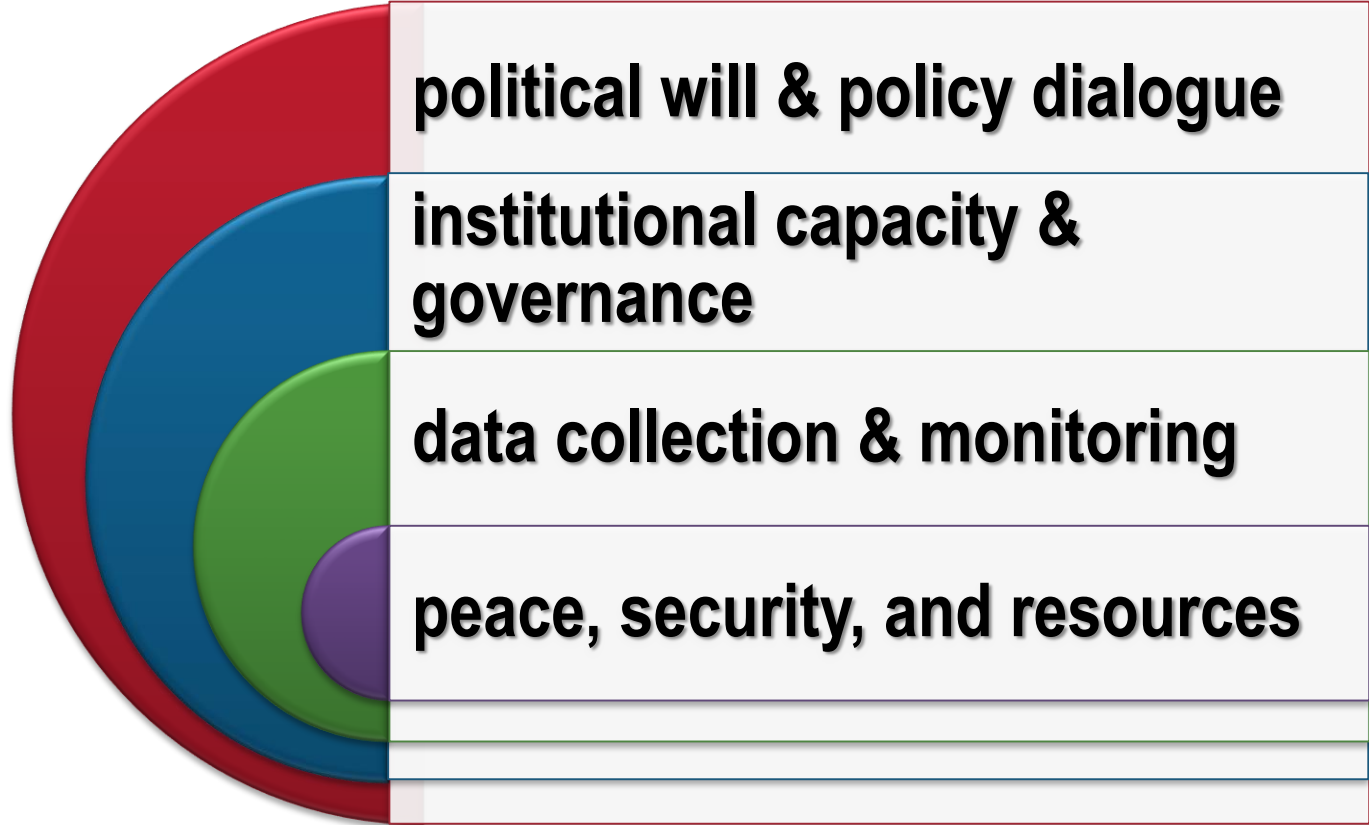 political will & policy dialogue
institutional capacity &
governance
data collection & monitoring
peace, security, and resources